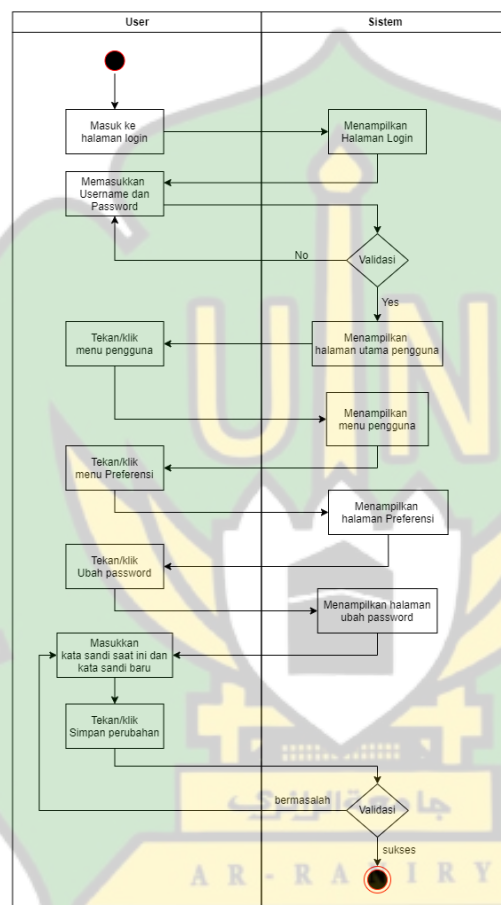 User
Sistem
Masuk ke
halaman login
Menampilkan
Halaman Login
Memasukkan
Username dan
Password
No
Validasi
Yes
Tekan/klik
menu pengguna
Menampilkan
halaman utama pengguna
Menampilkan
menu pengguna
Tekan/klik
menu Preferensi
Menampilkan
halaman Preferensi
Tekan/klik
Ubah password
Menampilkan halaman
ubah password
Masukkan
kata sandi saat ini dan
kata sandi baru
Tekan/klik
Simpan perubahan
bermasalah
Validasi
sukses
UIN
جامعة الرانري
AR-RANIRY